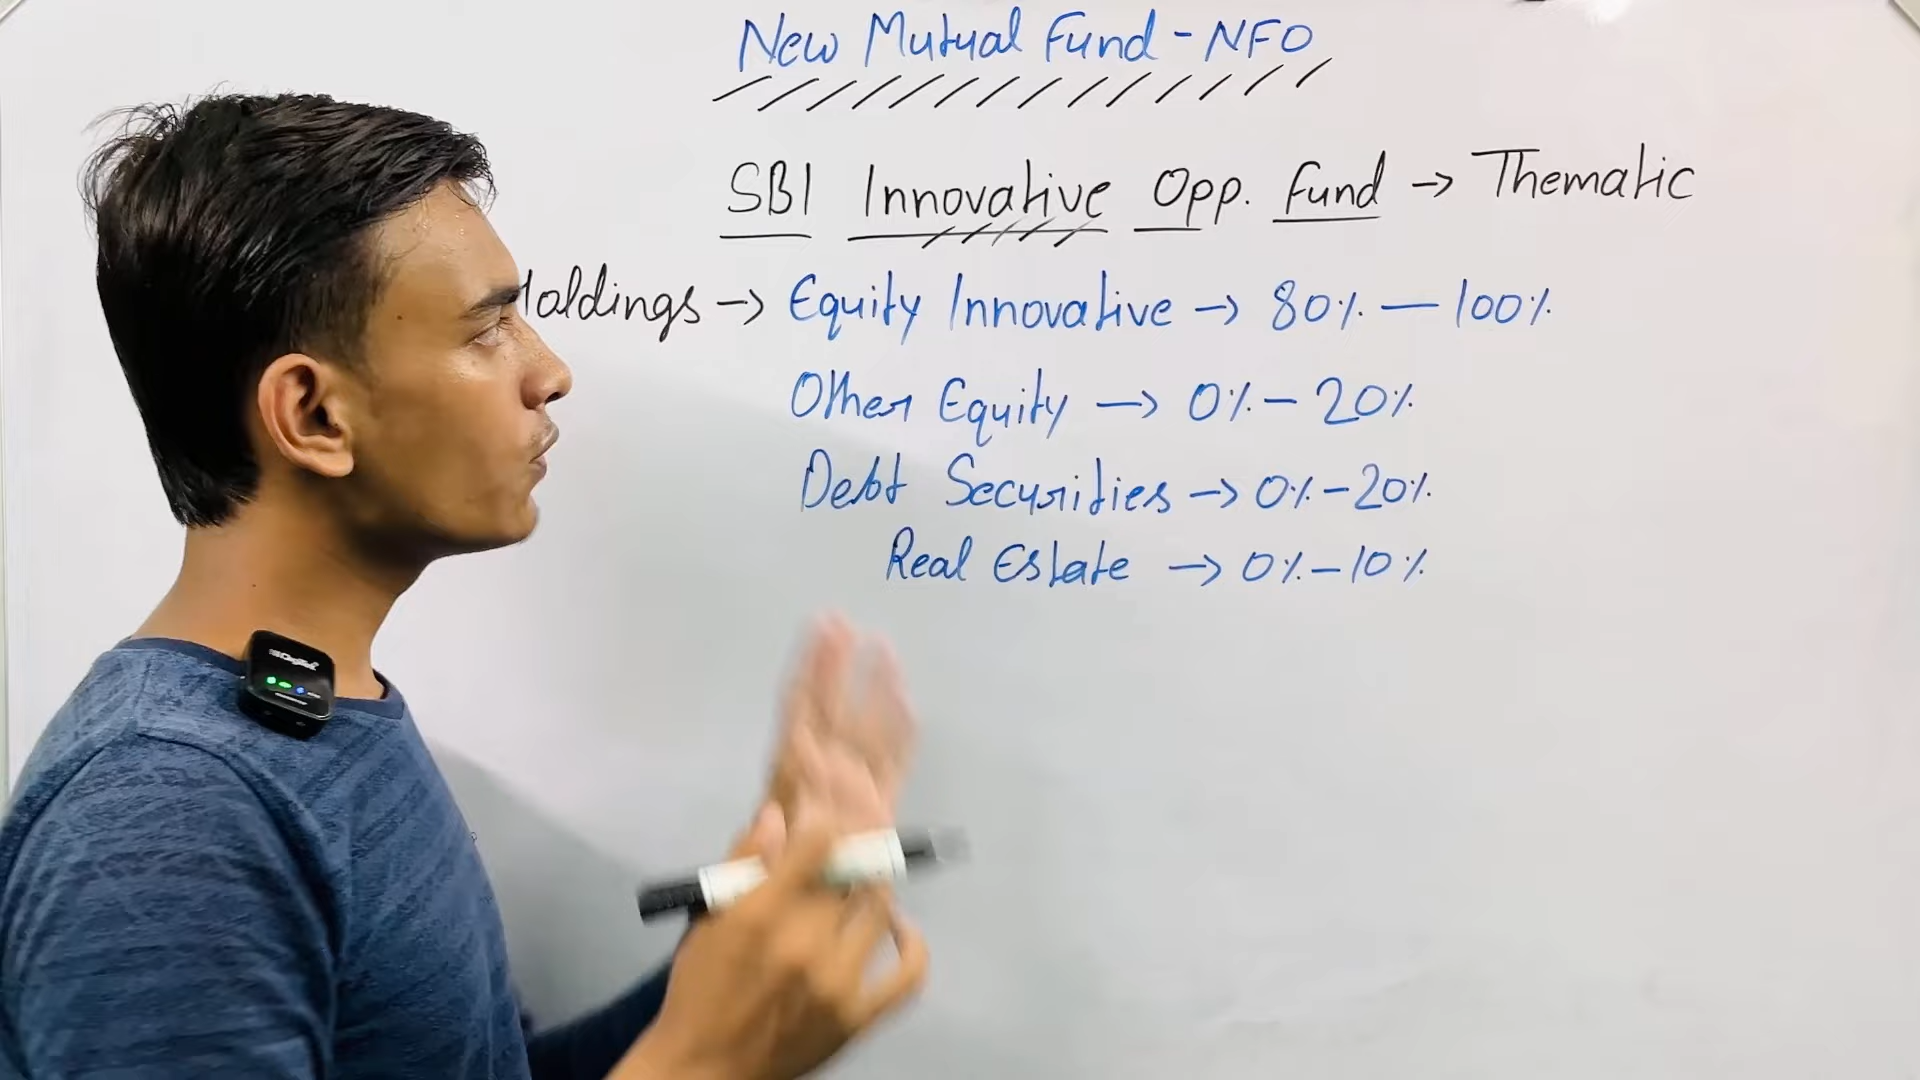 New Mutual Fund - NFO
SBI Innovative Opp. Fund → Thematic
Holdings → Equity Innovative → 80% — 100%
Other Equity → 0% - 20%
Debt Securities → 0% - 20%
Real Estate → 0% - 10%